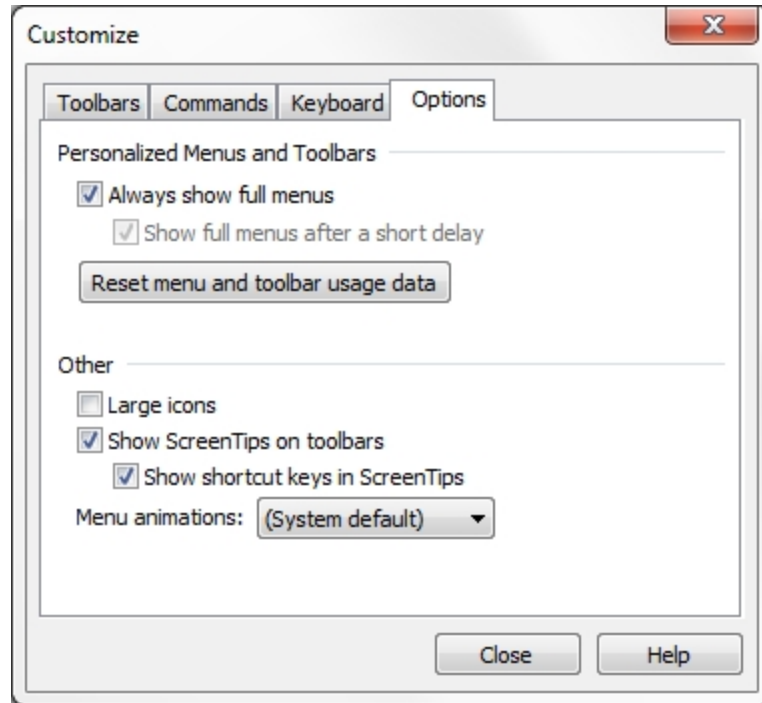 Customize
Toolbars Commands Keyboard Options
Personalized Menus and Toolbars
Always show full menus
Show full menus after a short delay
Reset menu and toolbar usage data
Other
Large icons
Show ScreenTips on toolbars
Show shortcut keys in ScreenTips
Menu animations: (System default)
Close Help